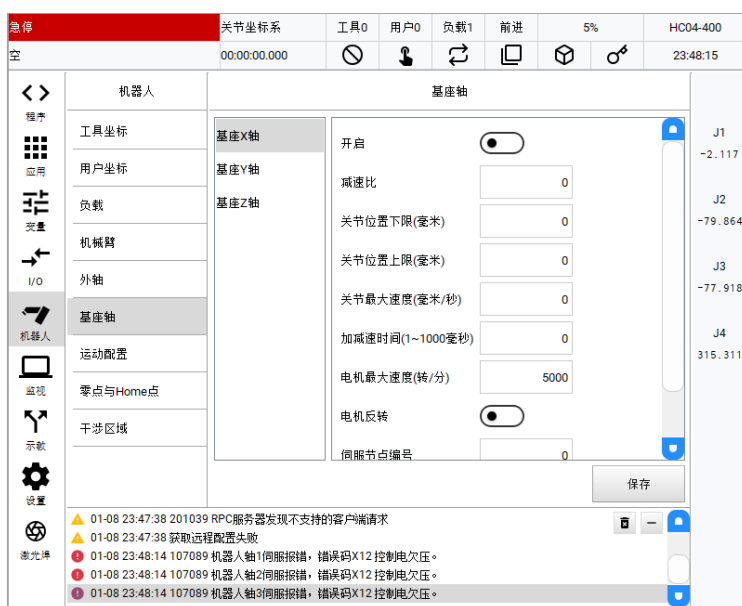 急停 关节坐标系 工具0 用户0 负载1 前进 5% HC04-400
空 00:00:00.000 23:48:15
程序
应用
变量
I/O
机器人
监视
示教
设置
激光焊
机器人
工具坐标
用户坐标
负载
机械臂
外轴
基座轴
运动配置
零点与Home点
干涉区域
基座轴
基座X轴
基座Y轴
基座Z轴
开启
减速比 0
关节位置下限(毫米) 0
关节位置上限(毫米) 0
关节最大速度(毫米/秒) 0
加减速时间(1~1000毫秒) 0
电机最大速度(转/分) 5000
电机反转
伺服节点编号 0
保存
J1
-2.117
J2
-79.864
J3
-77.918
J4
315.311
01-08 23:47:38 201039 RPC服务器发现不支持的客户端请求
01-08 23:47:38 获取远程配置失败
01-08 23:48:14 107089 机器人轴1伺服报错，错误码X12 控制电欠压。
01-08 23:48:14 107089 机器人轴2伺服报错，错误码X12 控制电欠压。
01-08 23:48:14 107089 机器人轴3伺服报错，错误码X12 控制电欠压。